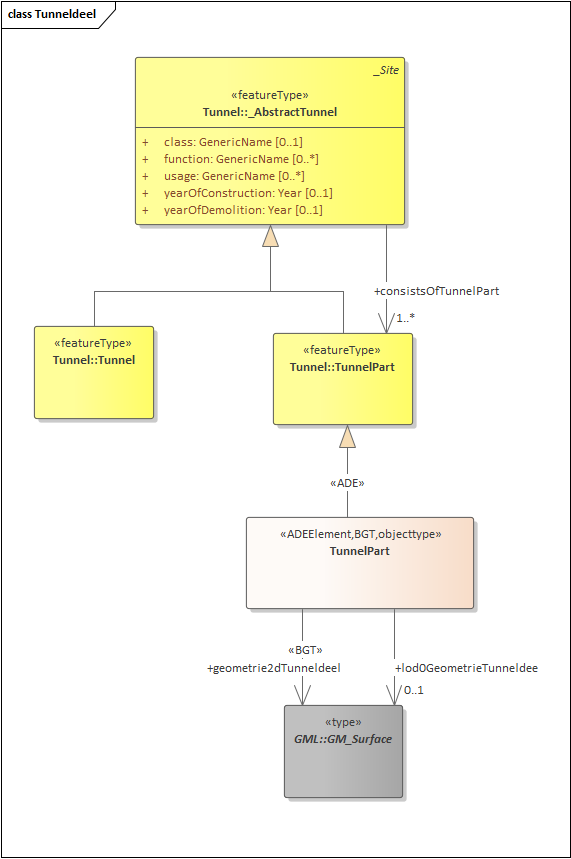 class Tunneldeel
_Site
«featureType»
Tunnel::_AbstractTunnel
+ class: GenericName [0..1]
+ function: GenericName [0..*]
+ usage: GenericName [0..*]
+ yearOfConstruction: Year [0..1]
+ yearOfDemolition: Year [0..1]
+consistsOfTunnelPart
1..*
«featureType»
Tunnel::Tunnel
«featureType»
Tunnel::TunnelPart
«ADE»
«ADEElement,BGT,objecttype»
TunnelPart
«BGT»
+geometrie2dTunneldeel
+lod0GeometrieTunneldee
0..1
«type»
GML::GM_Surface